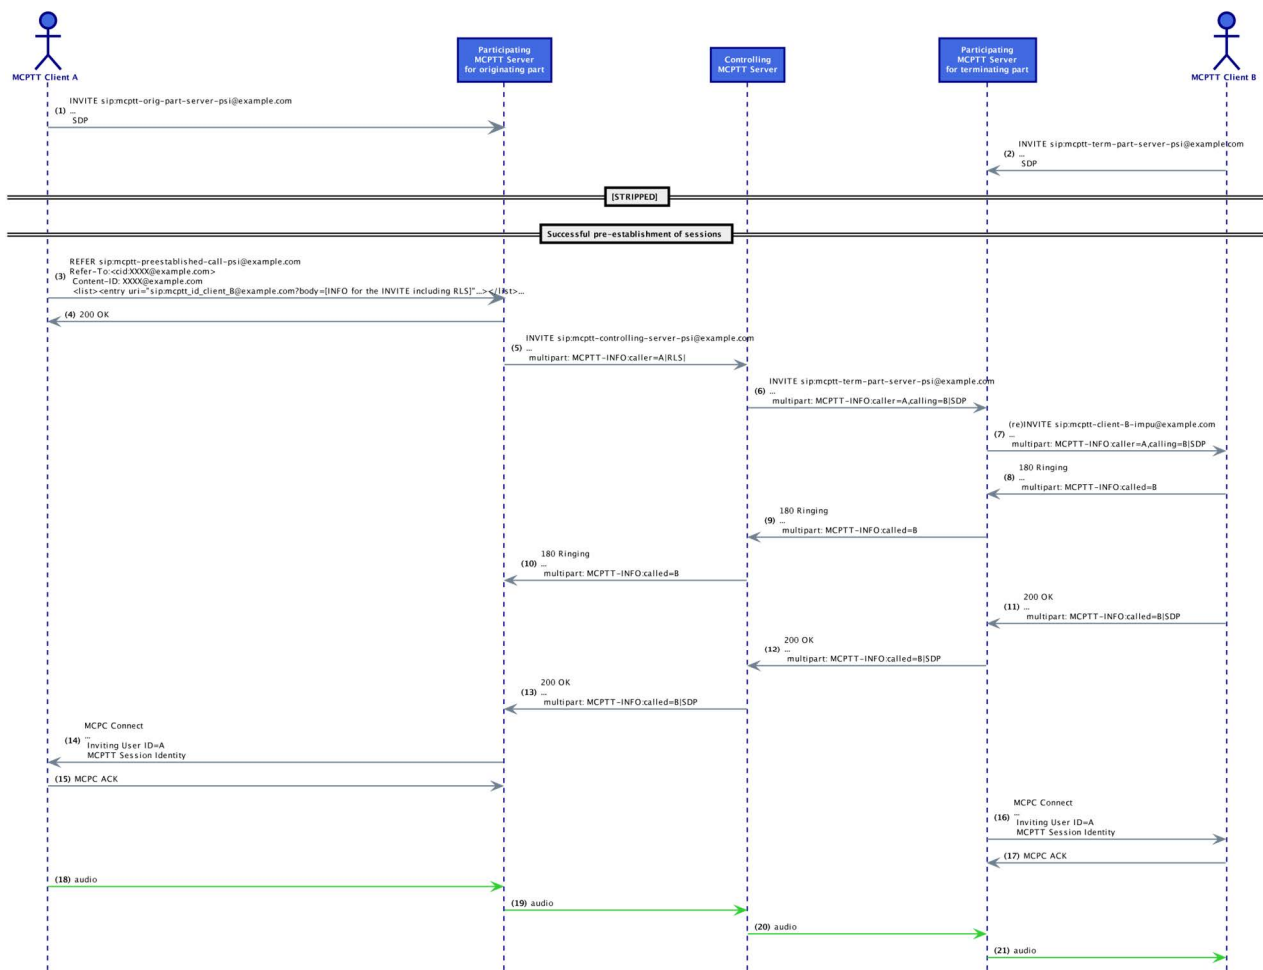 MCPTT Client A
Participating
MCPTT Server
for originating part
Controlling
MCPTT Server
Participating
MCPTT Server
for terminating part
MCPTT Client B
INVITE sip:mcptt-orig-part-server-psi@example.com
(1) ...
SDP
INVITE sip:mcptt-term-part-server-psi@example.com
(2) ...
SDP
[STRIPPED]
Successful pre-establishment of sessions
REFER sip:mcptt-preestablished-call-psi@example.com
Refer-To:<cid:XXXX@example.com>
(3) Content-ID: XXXX@example.com
<list><entry uri="sip:mcptt_id_client_B@example.com?body=[INFO for the INVITE including RLS]"...></list>...
(4) 200 OK
INVITE sip:mcptt-controlling-server-psi@example.com
(5) ...
multipart: MCPTT-INFO:caller=A|RLS|
INVITE sip:mcptt-term-part-server-psi@example.com
(6) ...
multipart: MCPTT-INFO:caller=A,calling=B|SDP
(re)INVITE sip:mcptt-client-B-impu@example.com
(7) ...
multipart: MCPTT-INFO:caller=A,calling=B|SDP
180 Ringing
(8) ...
multipart: MCPTT-INFO:called=B
180 Ringing
(9) ...
multipart: MCPTT-INFO:called=B
180 Ringing
(10) ...
multipart: MCPTT-INFO:called=B
200 OK
(11) ...
multipart: MCPTT-INFO:called=B|SDP
200 OK
(12) ...
multipart: MCPTT-INFO:called=B|SDP
200 OK
(13) ...
multipart: MCPTT-INFO:called=B|SDP
MCPC Connect
(14) ...
Inviting User ID=A
MCPTT Session Identity
(15) MCPC ACK
MCPC Connect
...
(16) Inviting User ID=A
MCPTT Session Identity
(17) MCPC ACK
(18) audio
(19) audio
(20) audio
(21) audio